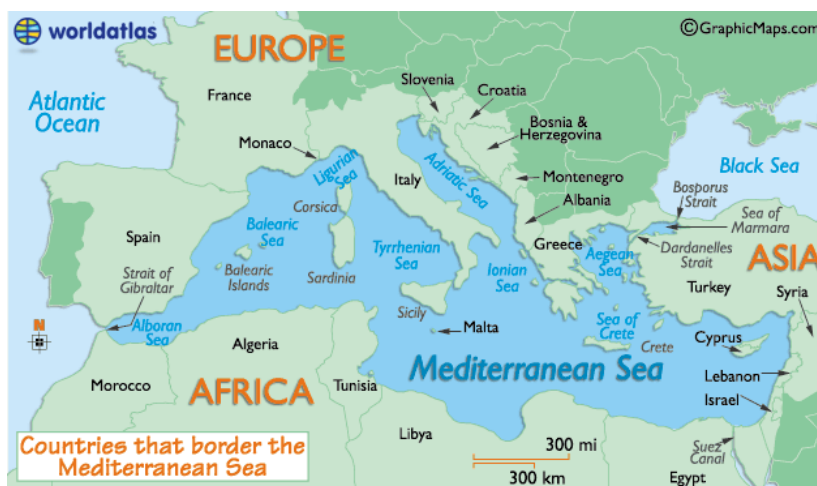 worldatlas
©GraphicMaps.com
EUROPE
Slovenia
Croatia
France
Atlantic
Ocean
Bosnia &
Herzegovina
Monaco
Ligurian
Sea
Adriatic Sea
Black Sea
Italy
Montenegro
Bosporus
Strait
Corsica
Albania
Sea of
Marmara
Balearic
Sea
Spain
Tyrrhenian
Sea
Greece
Aegean
Sea
Dardanelles
Strait
ASIA
Strait of
Gibraltar
Balearic
Islands
Sardinia
Ionian
Sea
Turkey
Syria
N
Alboran
Sea
Sicily
Malta
Sea of
Crete
Crete
Cyprus
Algeria
Mediterranean Sea
Lebanon
Morocco
AFRICA
Tunisia
Israel
Libya
Suez
Canal
Egypt
Countries that border the
Mediterranean Sea
300 mi
300 km